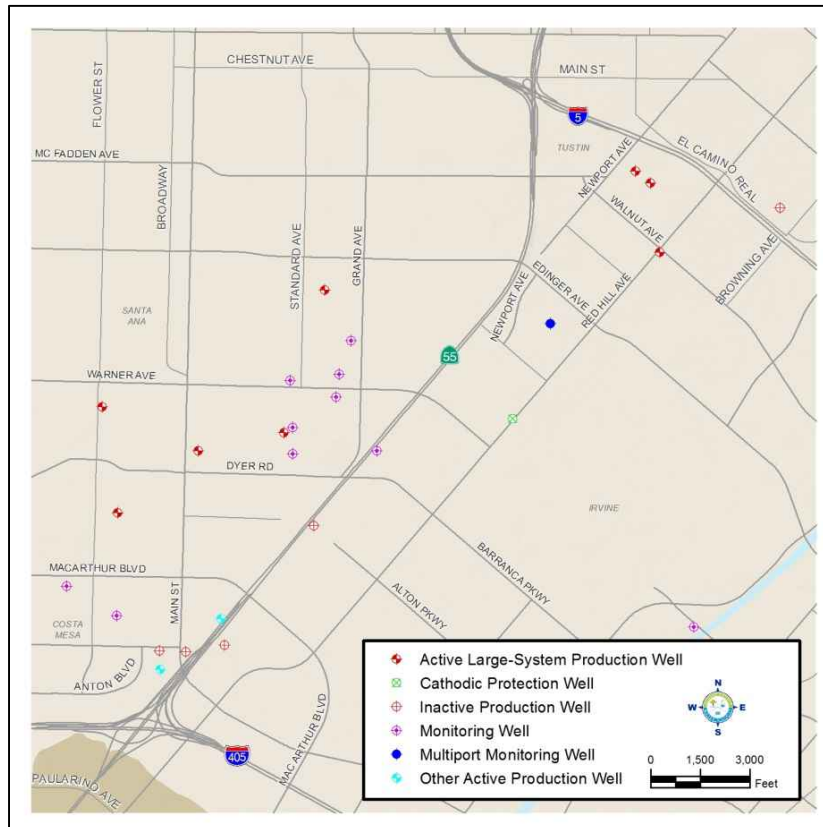 CHESTNUT AVE
MAIN ST
FLOWER ST
5
TUSTIN
EL CAMINO REAL
MC FADDEN AVE
BROADWAY
NEWPORT AVE
WALNUT AVE
STANDARD AVE
GRAND AVE
BROWNING AVE
EDINGER AVE
RED HILL AVE
NEWPORT AVE
SANTA
ANA
55
WARNER AVE
DYER RD
IRVINE
BARRANCA PKWY
ALTON PKWY
MACARTHUR BLVD
MAIN ST
COSTA
MESA
ANTON BLVD
MACARTHUR BLVD
405
PAULARINO AVE
Active Large-System Production Well
Cathodic Protection Well
Inactive Production Well
Monitoring Well
Multiport Monitoring Well
Other Active Production Well
N
W E
S
0 1,500 3,000
Feet